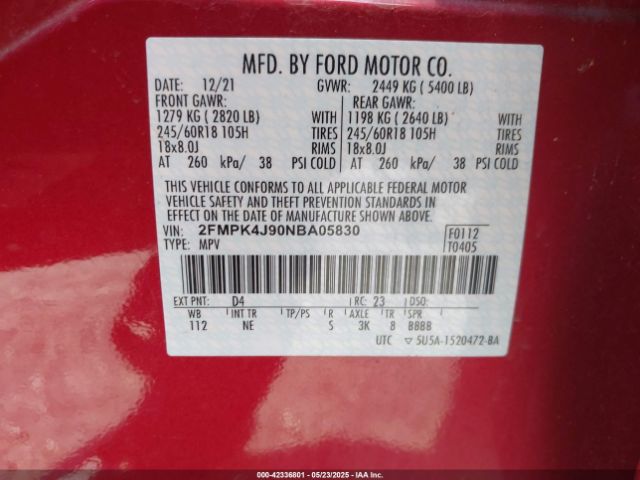 MFD. BY FORD MOTOR CO.
DATE: 12/21 GVWR: 2449 KG ( 5400 LB)
FRONT GAWR: REAR GAWR:
1279 KG ( 2820 LB) WITH 1198 KG ( 2640 LB) WITH
245/60R18 105H TIRES 245/60R18 105H TIRES
18x8.0J RIMS 18x8.0J RIMS
AT 260 kPa/ 38 PSI COLD AT 260 kPa/ 38 PSI COLD
THIS VEHICLE CONFORMS TO ALL APPLICABLE FEDERAL MOTOR
VEHICLE SAFETY AND THEFT PREVENTION STANDARDS IN
EFFECT ON THE DATE OF MANUFACTURE SHOWN ABOVE.
VIN: 2FMPK4J90NBA05830 F0112
TYPE: MPV T0405
EXT PNT: D4 RC: 23 DSO:
WB INT TR TP/PS R AXLE TR SPR
112 NE S 3K 8 8888
UTC ▽ 5U5A-1520472-BA
000-42336801 - 05/23/2025 - IAA Inc.